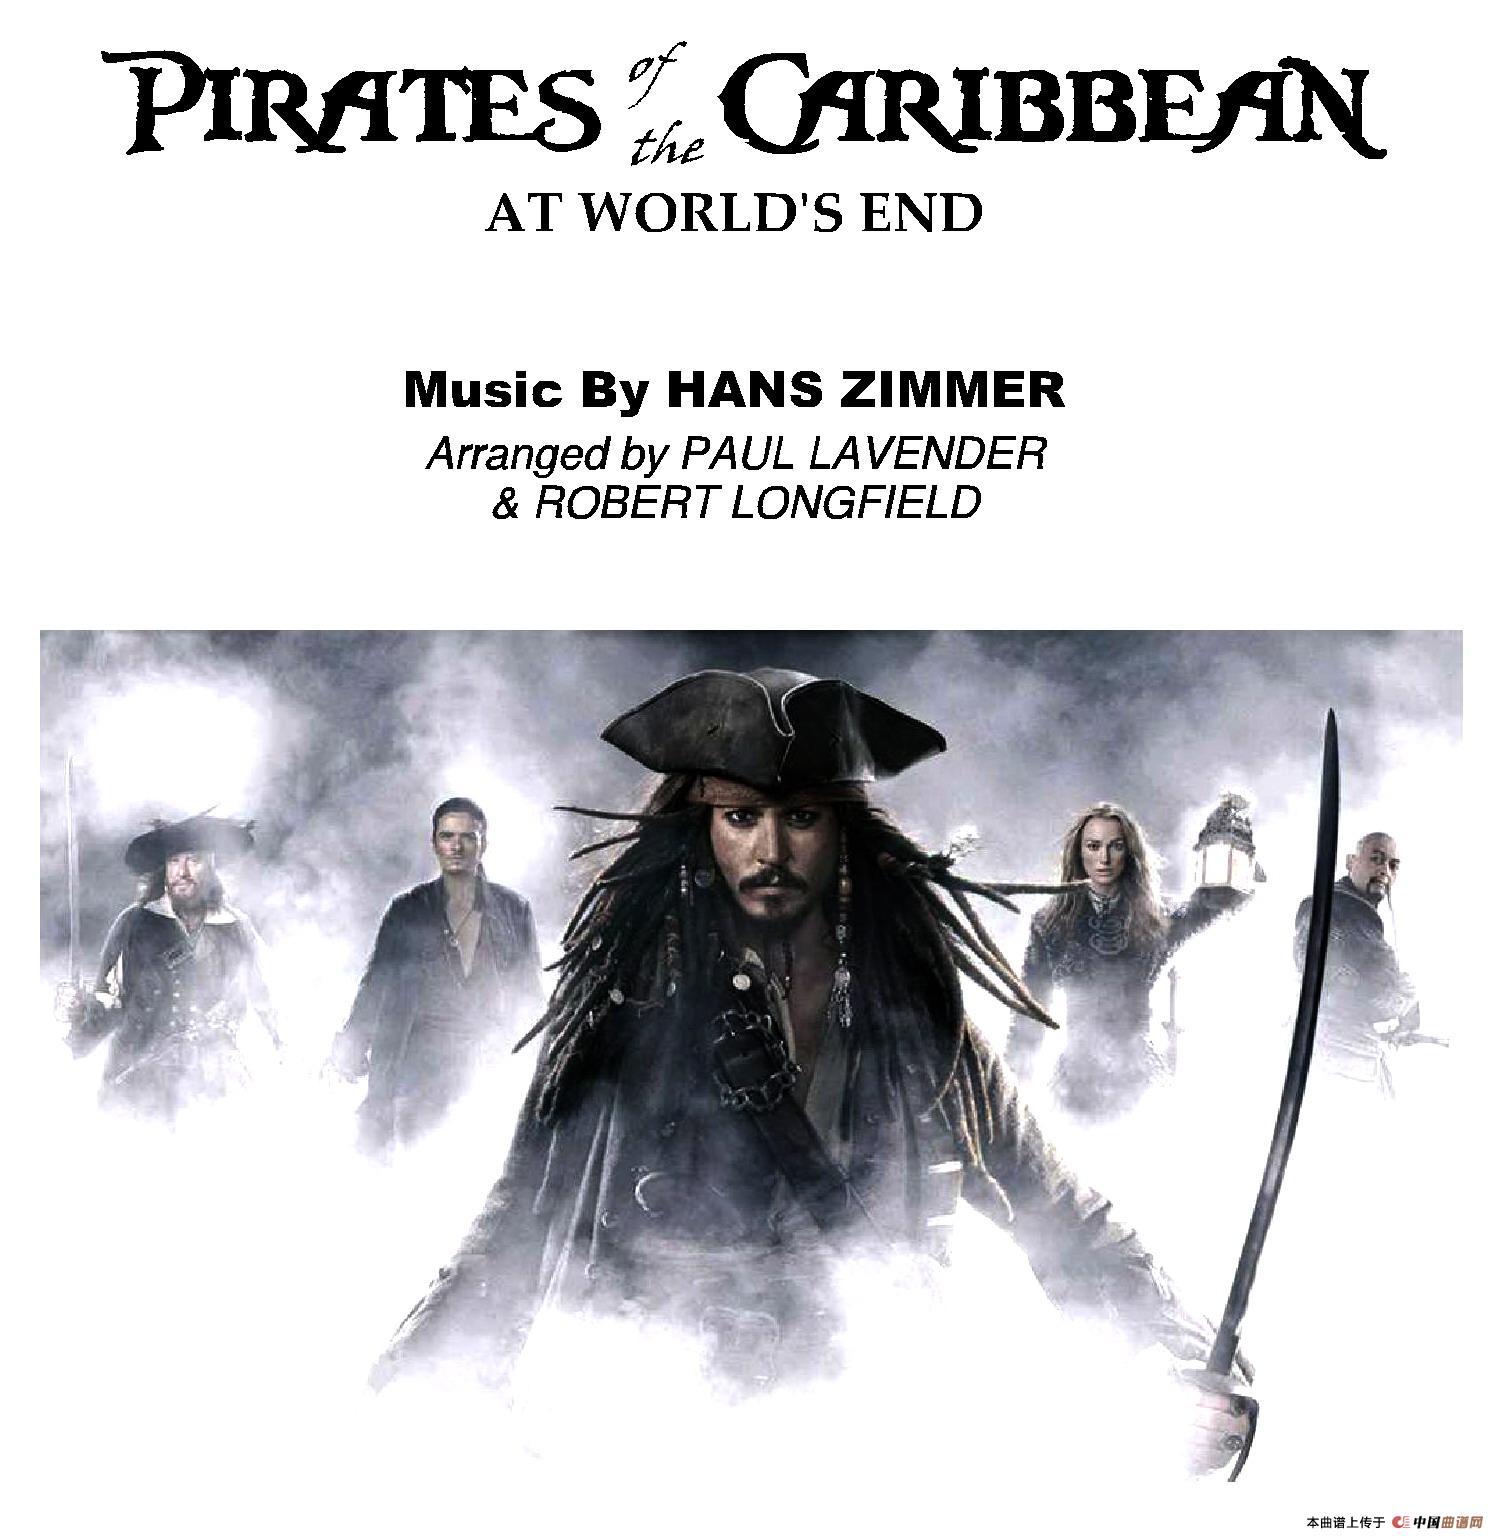 PIRATES of the CARIBBEAN
AT WORLD'S END
Music By HANS ZIMMER
Arranged by PAUL LAVENDER
& ROBERT LONGFIELD
本曲谱上传于 中国曲谱网